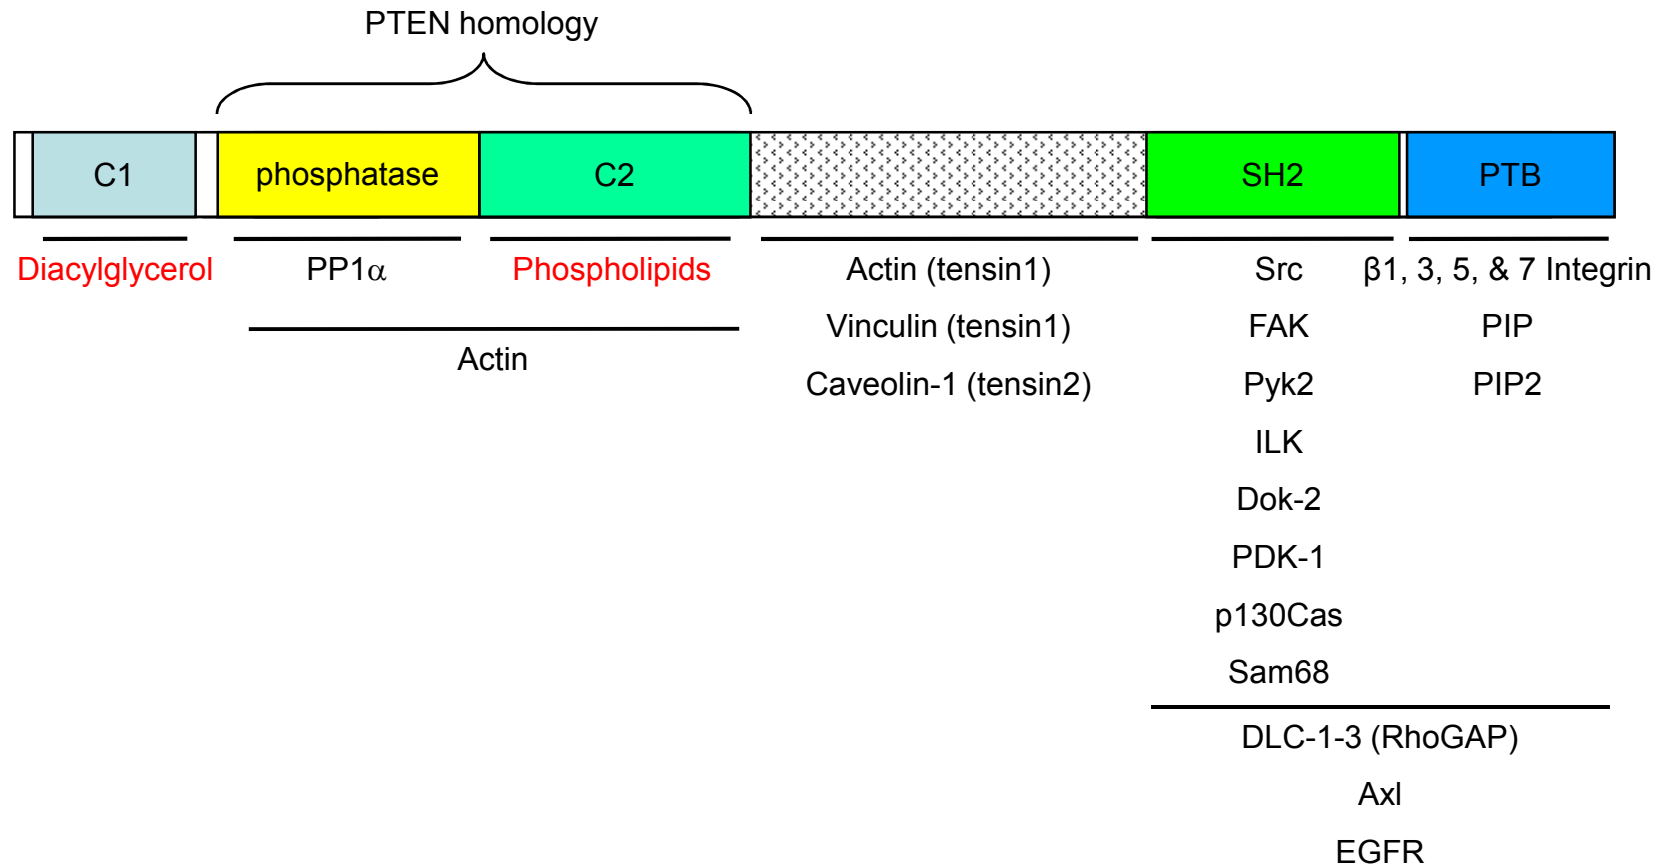 PTEN homology
C1
phosphatase
C2
SH2
PTB
Diacylglycerol
PP1α
Phospholipids
Actin
Actin (tensin1)
Vinculin (tensin1)
Caveolin-1 (tensin2)
Src
FAK
Pyk2
ILK
Dok-2
PDK-1
p130Cas
Sam68
β1, 3, 5, & 7 Integrin
PIP
PIP2
DLC-1-3 (RhoGAP)
Axl
EGFR